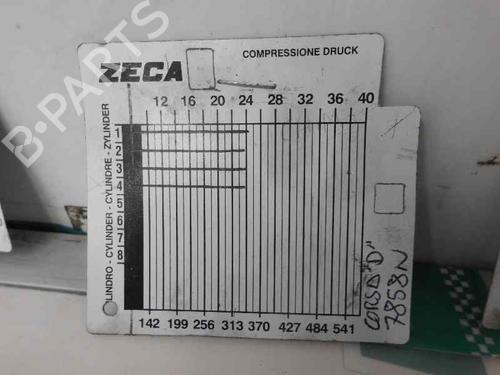 B-PARTS
ZECA
COMPRESSIONE DRUCK
12 16 20 24 28 32 36 40
LINDRO - CYLINDER - CYLINDRE - ZYLINDER
1
2
3
4
5
6
7
8
142 199 256 313 370 427 484 541
CORSA "D"
7858N